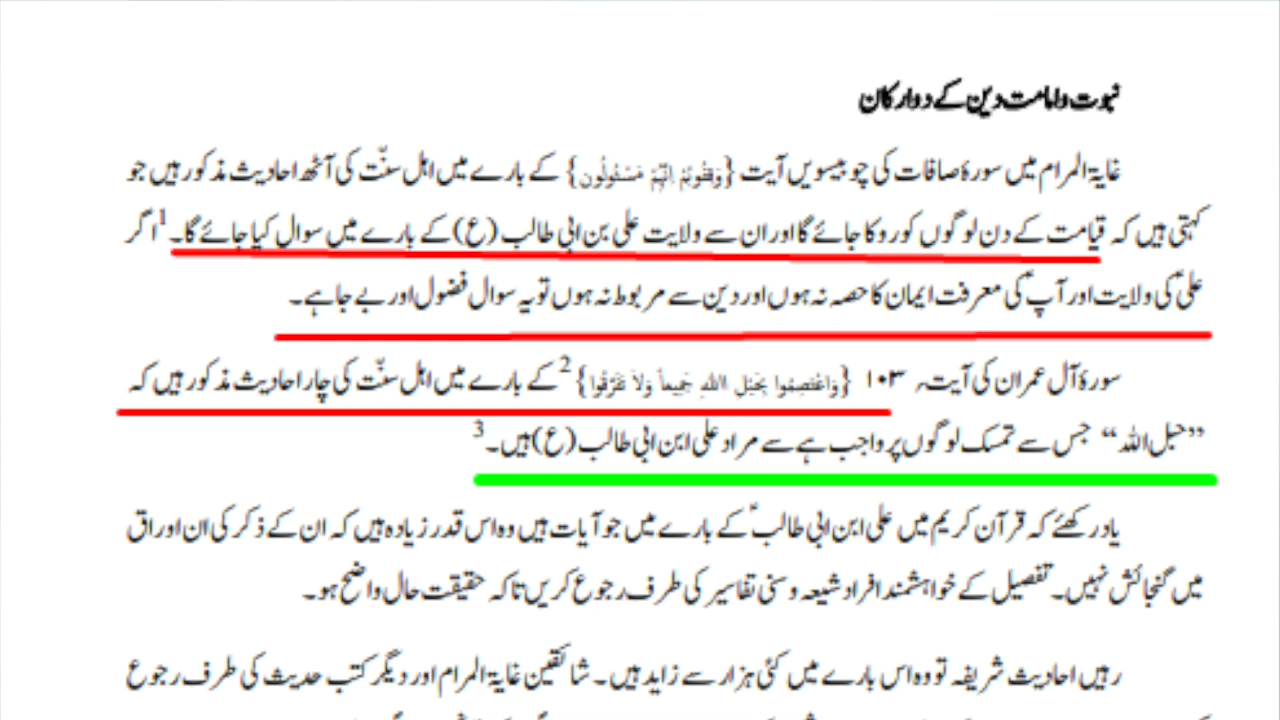 نبوت وامامت دین کے دوارکان
غایۃ المرام میں سورۂ صافات کی چوبیسویں آیت {وَقِفُوہُمْ اِنَّہُمْ مَسْئُولُون} کے بارے میں اہل سنّت کی آٹھ احادیث مذکور ہیں جو
کہتی ہیں کہ قیامت کے دن لوگوں کو روکا جائے گا اور ان سے ولایت علی بن ابی طالب (ع) کے بارے میں سوال کیا جائے گا۔1 اگر
علیؑ کی ولایت اور آپؑ کی معرفت ایمان کا حصہ نہ ہوں اور دین سے مربوط نہ ہوں تو یہ سوال فضول اور بے جا ہے۔
سورۂ آل عمران کی آیت ۱۰۳ {وَاعْتَصِمُوا بِحَبْلِ اللہِ جَمِیعاً وَلاَ تَفَرَّقُوا}2 کے بارے میں اہل سنّت کی چار احادیث مذکور ہیں کہ
”حبل اللہ“ جس سے تمسک لوگوں پر واجب ہے سے مراد علی ابن ابی طالب (ع) ہیں۔3
یاد رکھئے کہ قرآن کریم میں علی ابن ابی طالبؑ کے بارے میں جو آیات ہیں وہ اس قدر زیادہ ہیں کہ ان کے ذکر کی ان اوراق
میں گنجائش نہیں۔ تفصیل کے خواہشمند افراد شیعہ و سنی تفاسیر کی طرف رجوع کریں تاکہ حقیقت حال واضح ہو۔
رہیں احادیث شریفہ تو وہ اس بارے میں کئی ہزار سے زاید ہیں۔ شائقین غایۃ المرام اور دیگر کتب حدیث کی طرف رجوع